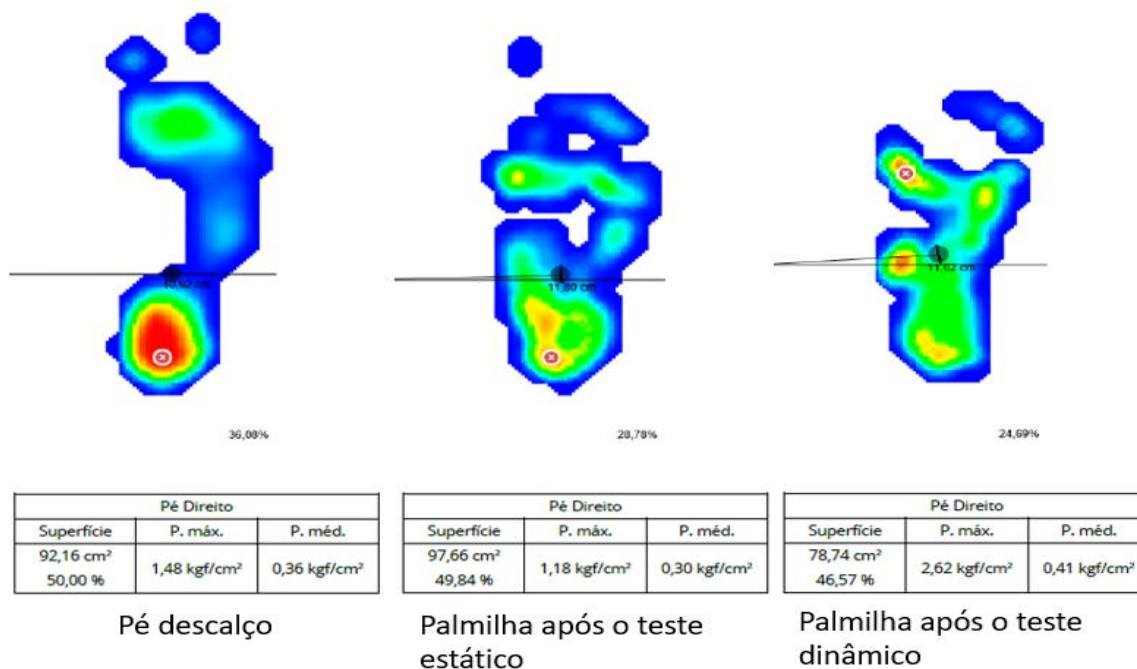 10,92 cm
11,80 cm
11,02 cm
36,08%
28,78%
24,69%
Pé Direito
Superfície P. máx. P. méd.
92,16 cm²
50,00 %
1,48 kgf/cm² 0,36 kgf/cm²
Pé Direito
Superfície P. máx. P. méd.
97,66 cm²
49,84 %
1,18 kgf/cm² 0,30 kgf/cm²
Pé Direito
Superfície P. máx. P. méd.
78,74 cm²
46,57 %
2,62 kgf/cm² 0,41 kgf/cm²
Pé descalço
Palmilha após o teste
estático
Palmilha após o teste
dinâmico